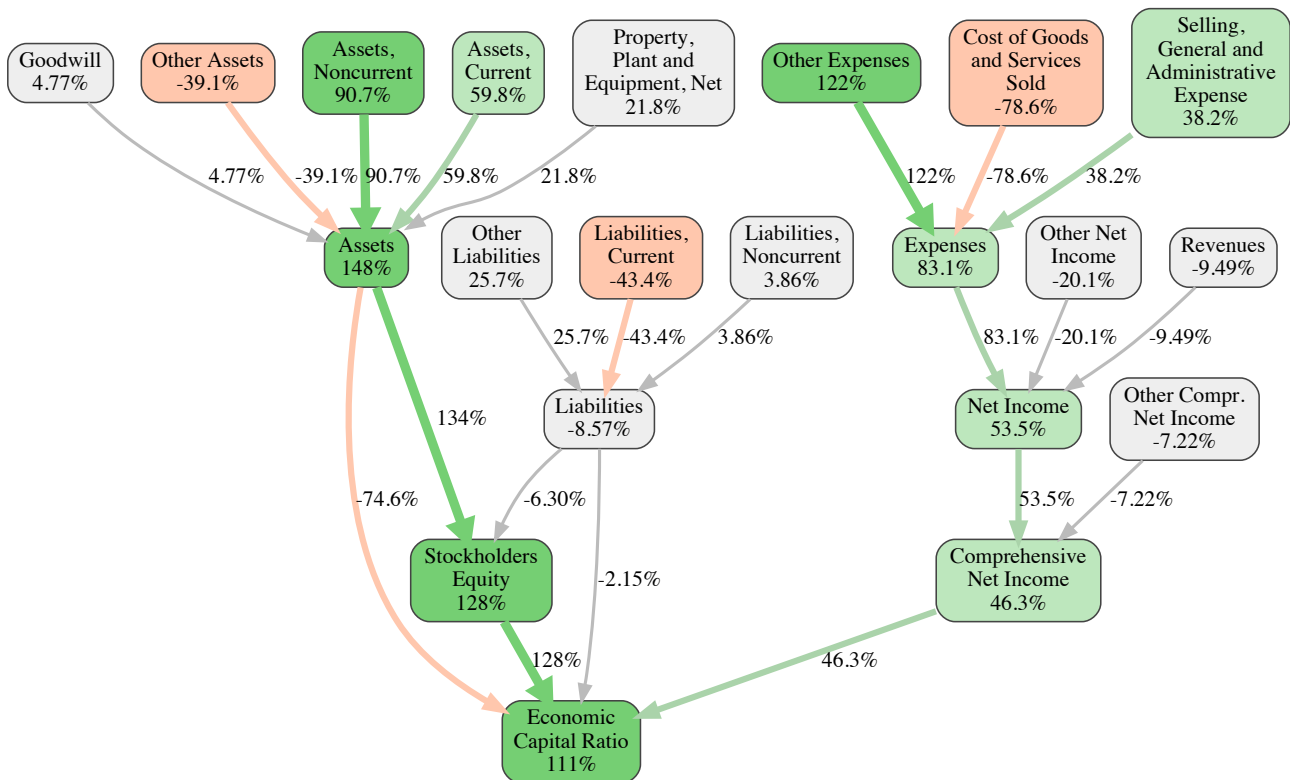 Goodwill
4.77%
Other Assets
-39.1%
Assets,
Noncurrent
90.7%
Assets,
Current
59.8%
Property,
Plant and
Equipment, Net
21.8%
Other Expenses
122%
Cost of Goods
and Services
Sold
-78.6%
Selling,
General and
Administrative
Expense
38.2%
4.77%
-39.1%
90.7%
59.8%
21.8%
122%
-78.6%
38.2%
Assets
148%
Other
Liabilities
25.7%
Liabilities,
Current
-43.4%
Liabilities,
Noncurrent
3.86%
Expenses
83.1%
Other Net
Income
-20.1%
Revenues
-9.49%
25.7%
-43.4%
3.86%
83.1%
-20.1%
-9.49%
134%
Liabilities
-8.57%
Net Income
53.5%
Other Compr.
Net Income
-7.22%
-74.6%
-6.30%
53.5%
-7.22%
Stockholders
Equity
128%
-2.15%
Comprehensive
Net Income
46.3%
128%
46.3%
Economic
Capital Ratio
111%